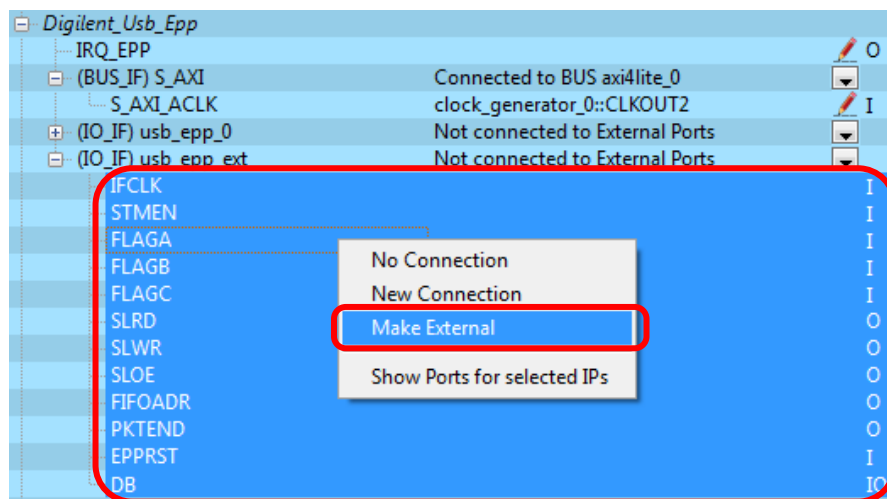 Digilent_Usb_Epp
IRQ_EPP O
(BUS_IF) S_AXI Connected to BUS axi4lite_0
S_AXI_ACLK clock_generator_0::CLKOUT2 I
(IO_IF) usb_epp_0 Not connected to External Ports
(IO_IF) usb_epp_ext Not connected to External Ports
IFCLK I
STMEN I
FLAGA I
FLAGB I
FLAGC I
SLRD O
SLWR O
SLOE O
FIFOADR O
PKTEND O
EPPRST I
DB IO
No Connection
New Connection
Make External
Show Ports for selected IPs